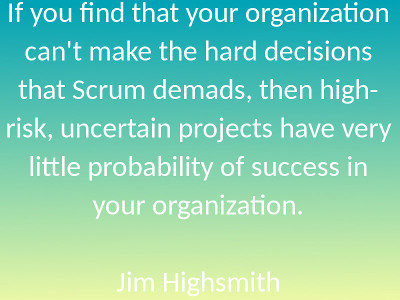 If you find that your organization
can't make the hard decisions
that Scrum demads, then high-
risk, uncertain projects have very
little probability of success in
your organization.
Jim Highsmith